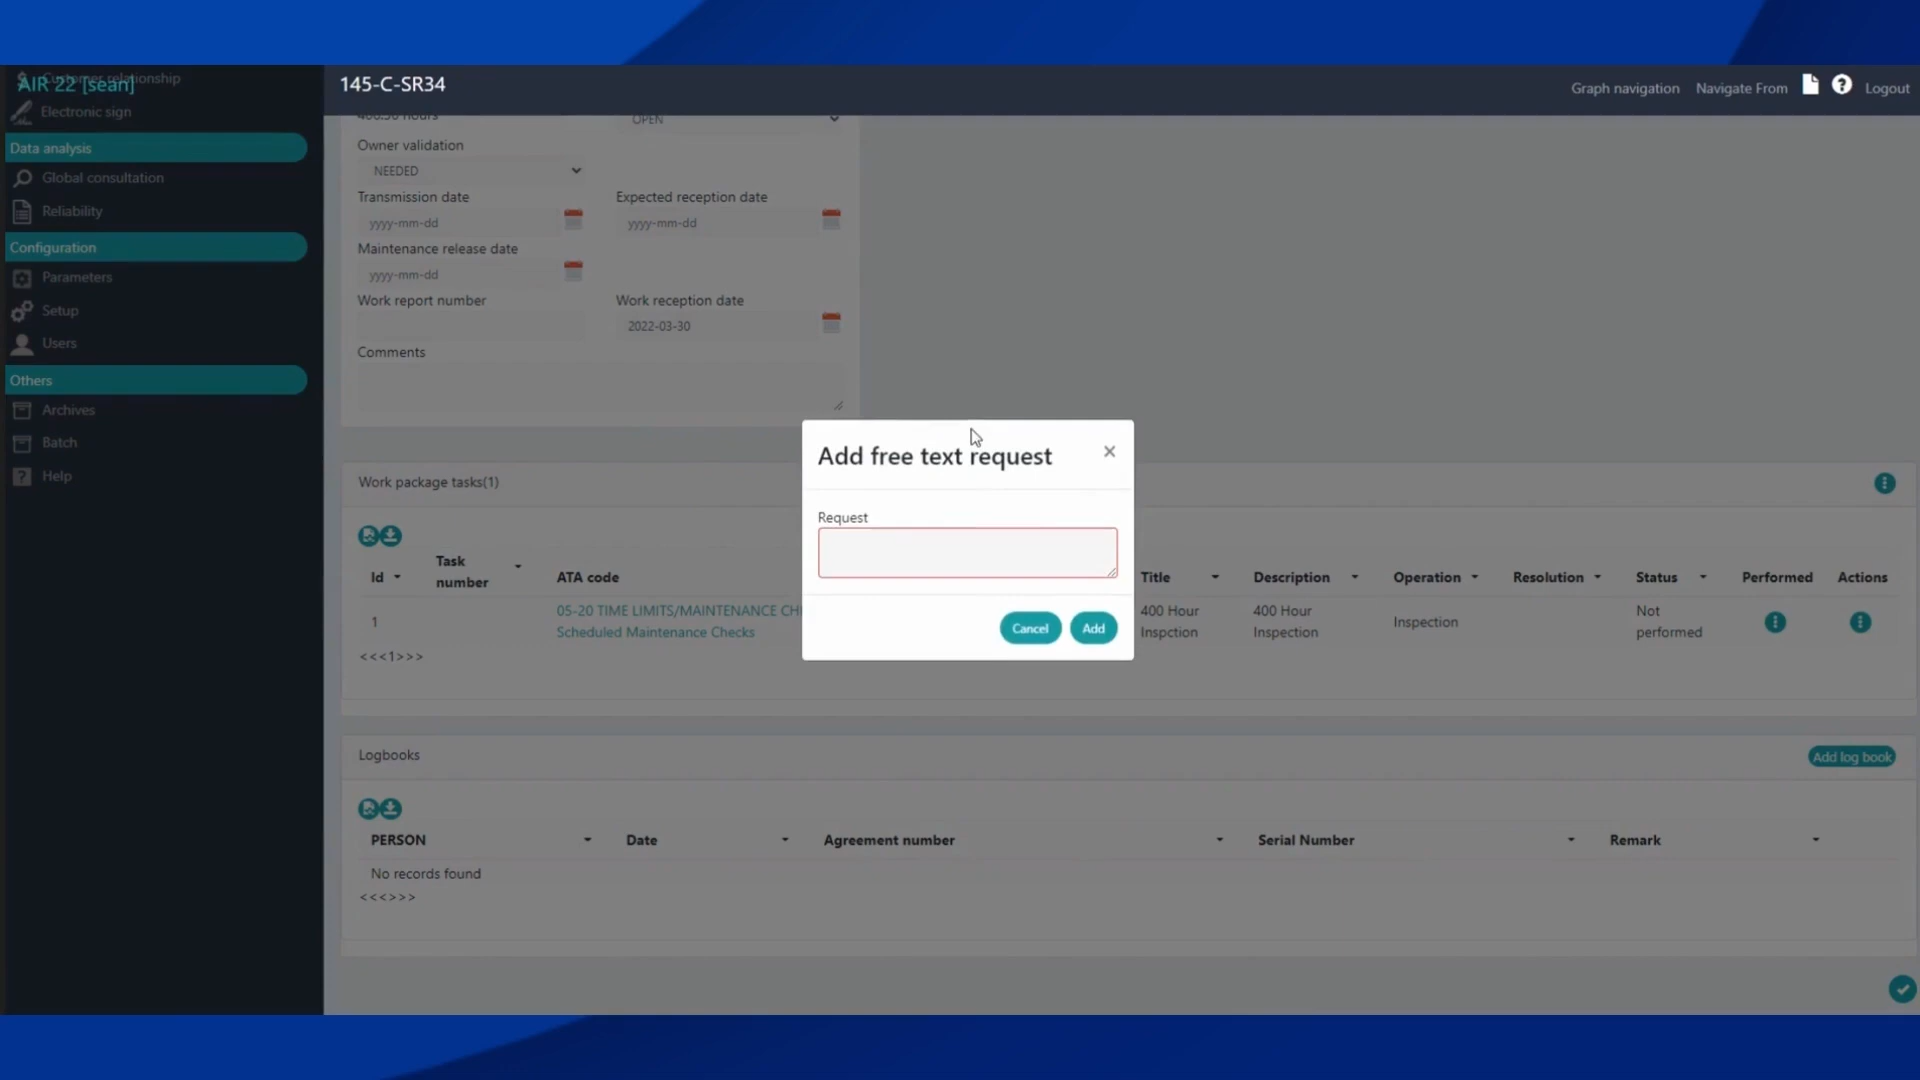 Customer relationship
AIR 22 [sean]
145-C-SR34
Graph navigation
Navigate From
Logout
Electronic sign
Data analysis
Global consultation
Reliability
Configuration
Parameters
Setup
Users
Others
Archives
Batch
Help
OPEN
Owner validation
NEEDED
Transmission date
Expected reception date
yyyy-mm-dd
yyyy-mm-dd
Maintenance release date
yyyy-mm-dd
Work report number
Work reception date
2022-03-30
Comments
Add free text request
×
Request
Cancel
Add
Work package tasks(1)
Id
Task number
ATA code
Title
Description
Operation
Resolution
Status
Performed
Actions
1
05-20 TIME LIMITS/MAINTENANCE
Scheduled Maintenance Checks
400 Hour
Inspction
400 Hour
Inspection
Inspection
Not
performed
<<<1>>>
Logbooks
Add log book
PERSON
Date
Agreement number
Serial Number
Remark
No records found
<<<>>>